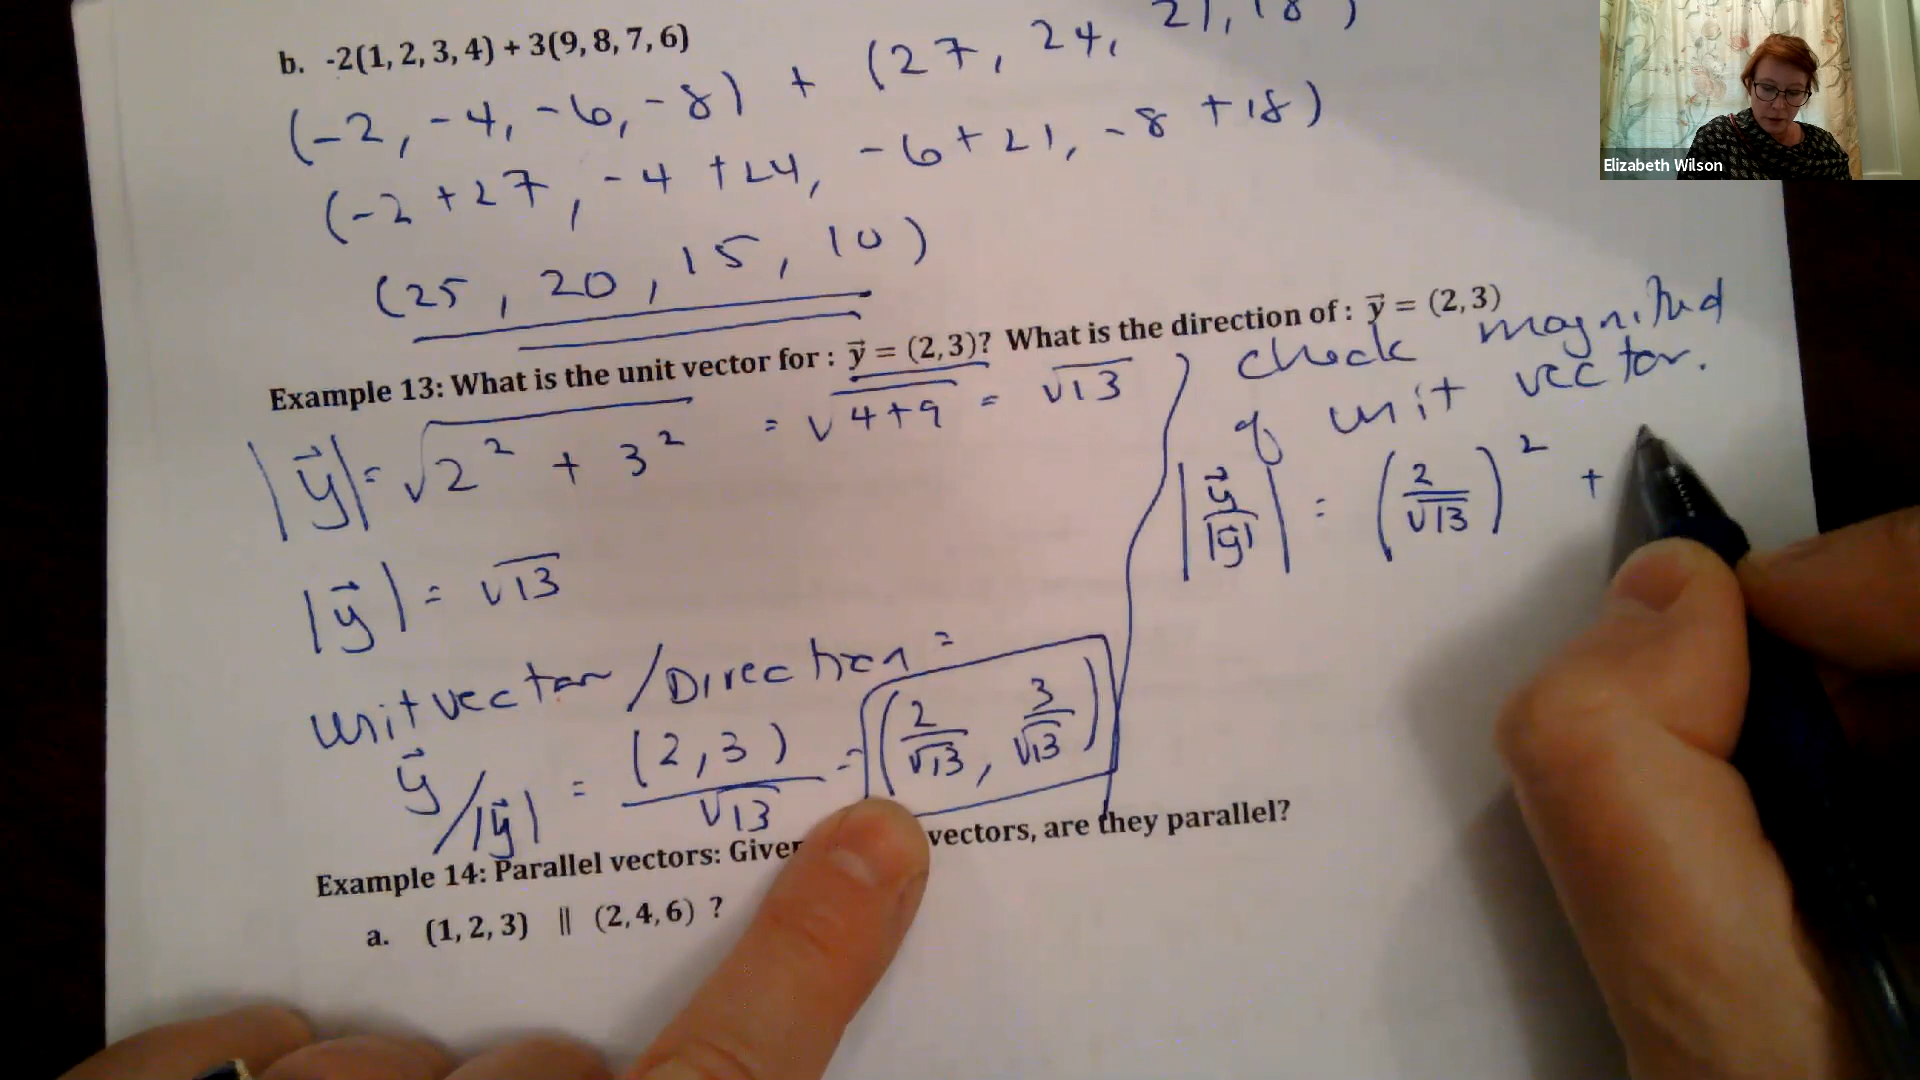 b. -2(1, 2, 3, 4) + 3(9, 8, 7, 6)
(-2, -4, -6, -8) + (27, 24, 21, 18)
(-2+27, -4+24, -6+21, -8+18)
(25, 20, 15, 10)
Example 13: What is the unit vector for : y⃗ = (2, 3)? What is the direction of : y⃗ = (2, 3)
|y⃗| = √(2² + 3²) = √(4+9) = √13
|y⃗| = √13
unit vector / Direction =
y⃗/|y⃗| = (2,3)/√13 = (2/√13, 3/√13)
check magnitud
of unit vector.
|y⃗/|y⃗|| = (2/√13)² +
Example 14: Parallel vectors: Given vectors, are they parallel?
a. (1, 2, 3) || (2, 4, 6) ?
Elizabeth Wilson